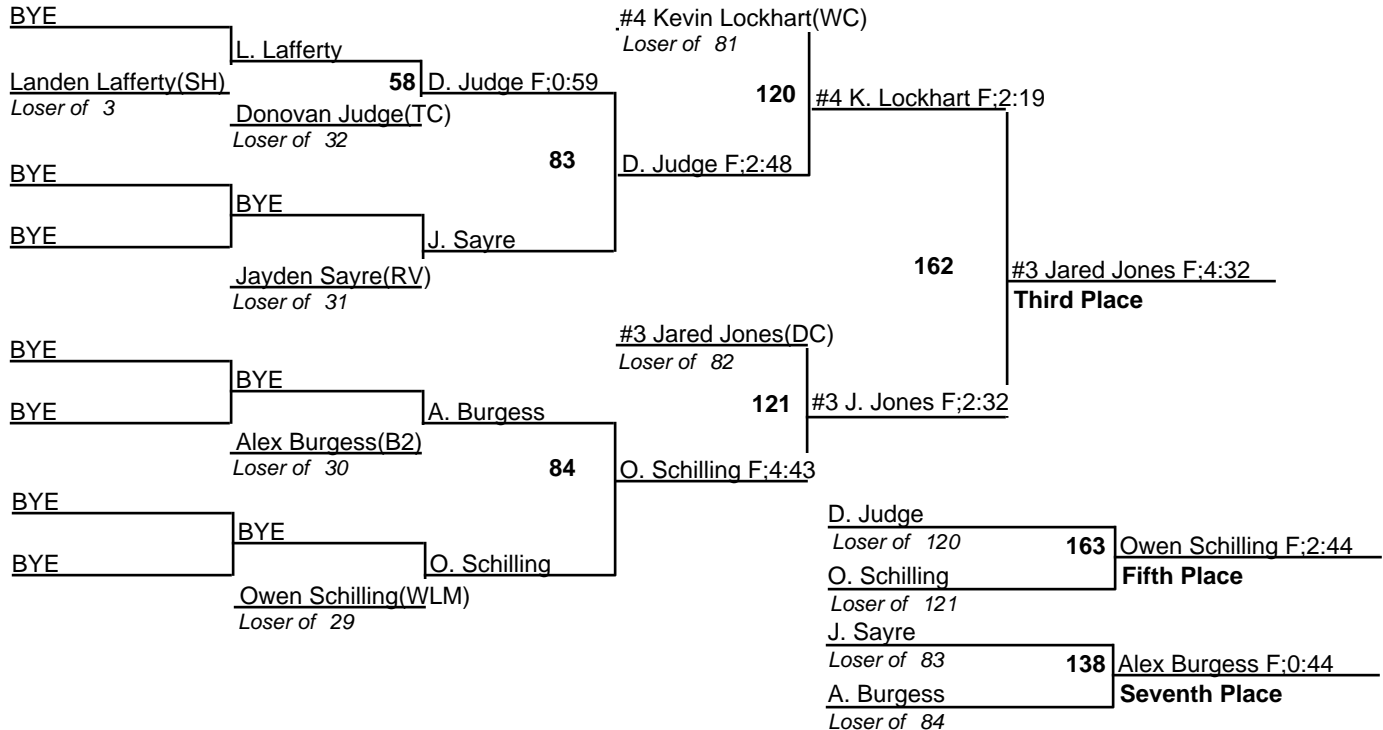 BYE
#4 Kevin Lockhart(WC)
Loser of 81
L. Lafferty
Landen Lafferty(SH)
Loser of 3
58
D. Judge F;0:59
120
#4 K. Lockhart F;2:19
Donovan Judge(TC)
Loser of 32
83
D. Judge F;2:48
BYE
BYE
BYE
J. Sayre
162
#3 Jared Jones F;4:32
Third Place
Jayden Sayre(RV)
Loser of 31
#3 Jared Jones(DC)
Loser of 82
BYE
BYE
BYE
A. Burgess
121
#3 J. Jones F;2:32
Alex Burgess(B2)
Loser of 30
84
O. Schilling F;4:43
BYE
BYE
BYE
O. Schilling
Owen Schilling(WLM)
Loser of 29
D. Judge
Loser of 120
163
Owen Schilling F;2:44
Fifth Place
O. Schilling
Loser of 121
J. Sayre
Loser of 83
138
Alex Burgess F;0:44
Seventh Place
A. Burgess
Loser of 84